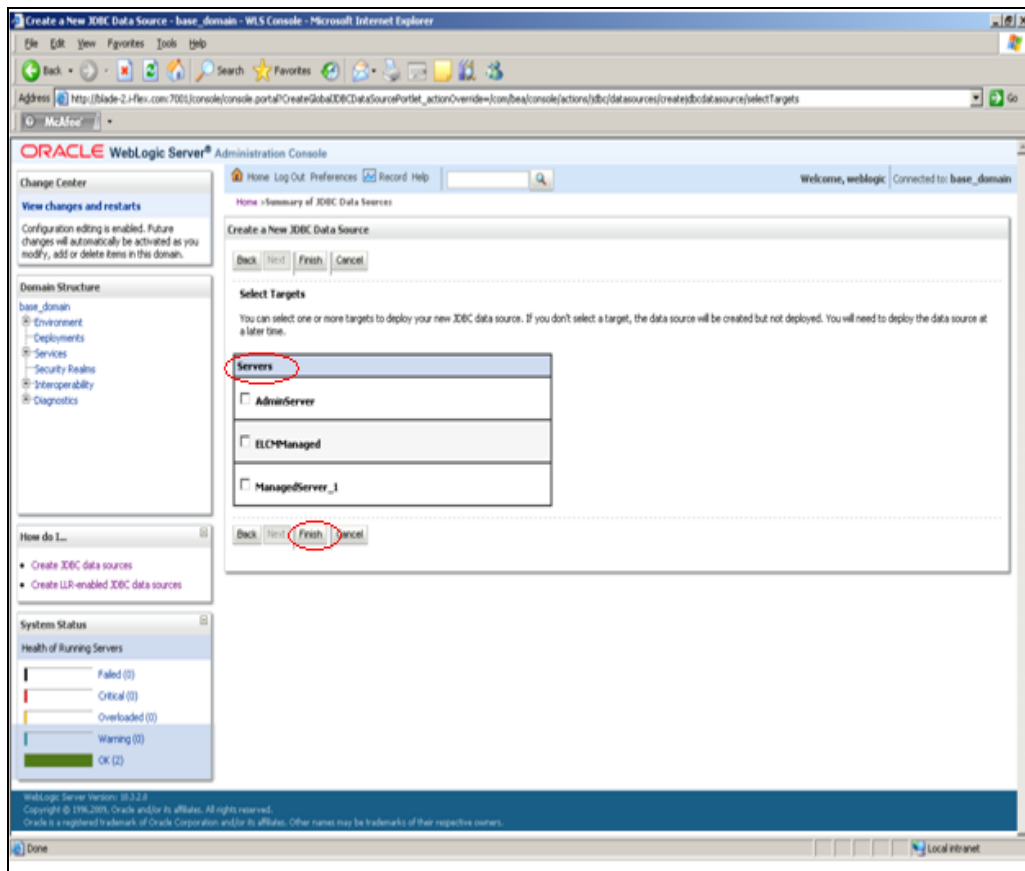 Create a New JDBC Data Source - base_domain - WLS Console - Microsoft Internet Explorer
File Edit View Favorites Tools Help
Back Search Favorites
Address http://blade-2.i-flex.com:7001/console/console.portal?CreateGlobalJDBCDataSourcePortlet_actionOverride=/com/bea/console/actions/jdbc/datasources/createjdbcdatasource/selectTargets Go
McAfee
ORACLE WebLogic Server® Administration Console
Change Center
View changes and restarts
Configuration editing is enabled. Future
changes will automatically be activated as you
modify, add or delete items in this domain.
Domain Structure
base_domain
Environment
Deployments
Services
Security Realms
Interoperability
Diagnostics
How do I...
Create JDBC data sources
Create LLR-enabled JDBC data sources
System Status
Health of Running Servers
Failed (0)
Critical (0)
Overloaded (0)
Warning (0)
OK (2)
Home Log Out Preferences Record Help
Welcome, weblogic Connected to: base_domain
Home >Summary of JDBC Data Sources
Create a New JDBC Data Source
Back Next Finish Cancel
Select Targets
You can select one or more targets to deploy your new JDBC data source. If you don't select a target, the data source will be created but not deployed. You will need to deploy the data source at
a later time.
Servers
AdminServer
ELCMManaged
ManagedServer_1
Back Next Finish Cancel
WebLogic Server Version: 10.3.2.0
Copyright © 1996,2009, Oracle and/or its affiliates. All rights reserved.
Oracle is a registered trademark of Oracle Corporation and/or its affiliates. Other names may be trademarks of their respective owners.
Done
Local intranet